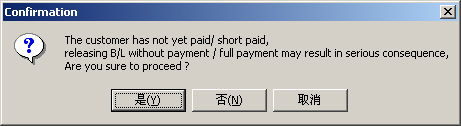 Confirmation
The customer has not yet paid/ short paid,
releasing B/L without payment / full payment may result in serious consequence,
Are you sure to proceed ?
是(Y) 否(N) 取消